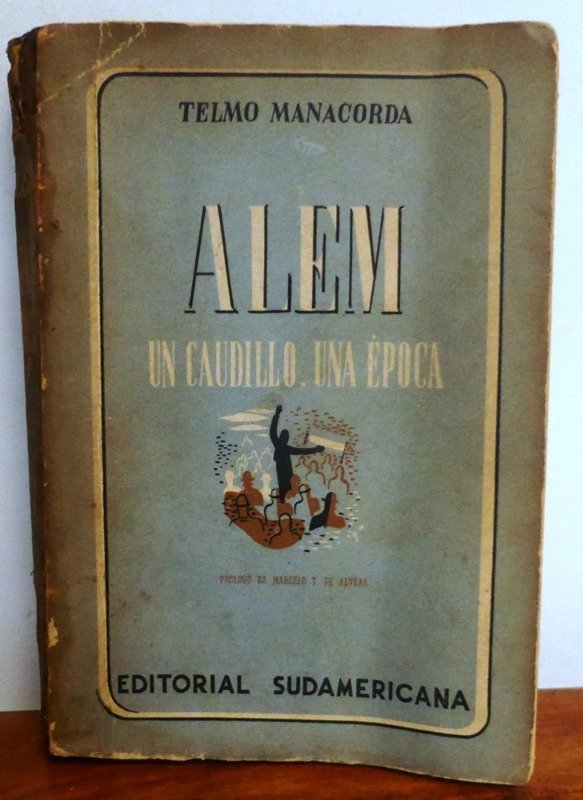 TELMO MANACORDA
ALEM
UN CAUDILLO. UNA ÉPOCA
PRÓLOGO DE MARCELO T. DE ALVEAR
EDITORIAL SUDAMERICANA